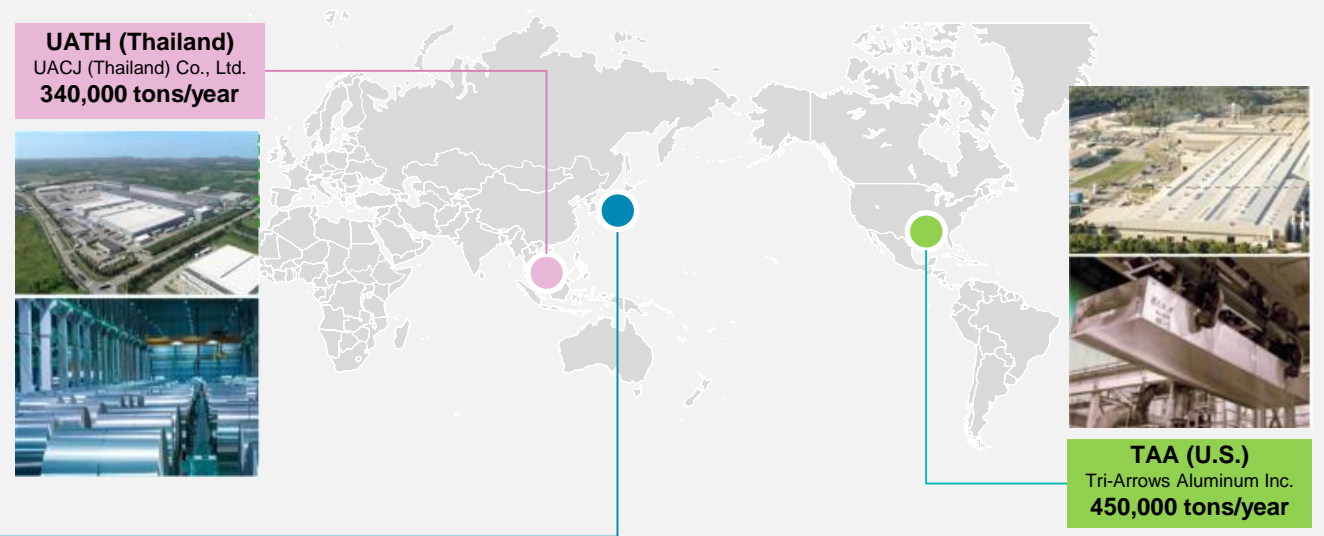 UATH (Thailand)
UACJ (Thailand) Co., Ltd.
340,000 tons/year
TAA (U.S.)
Tri-Arrows Aluminum Inc.
450,000 tons/year